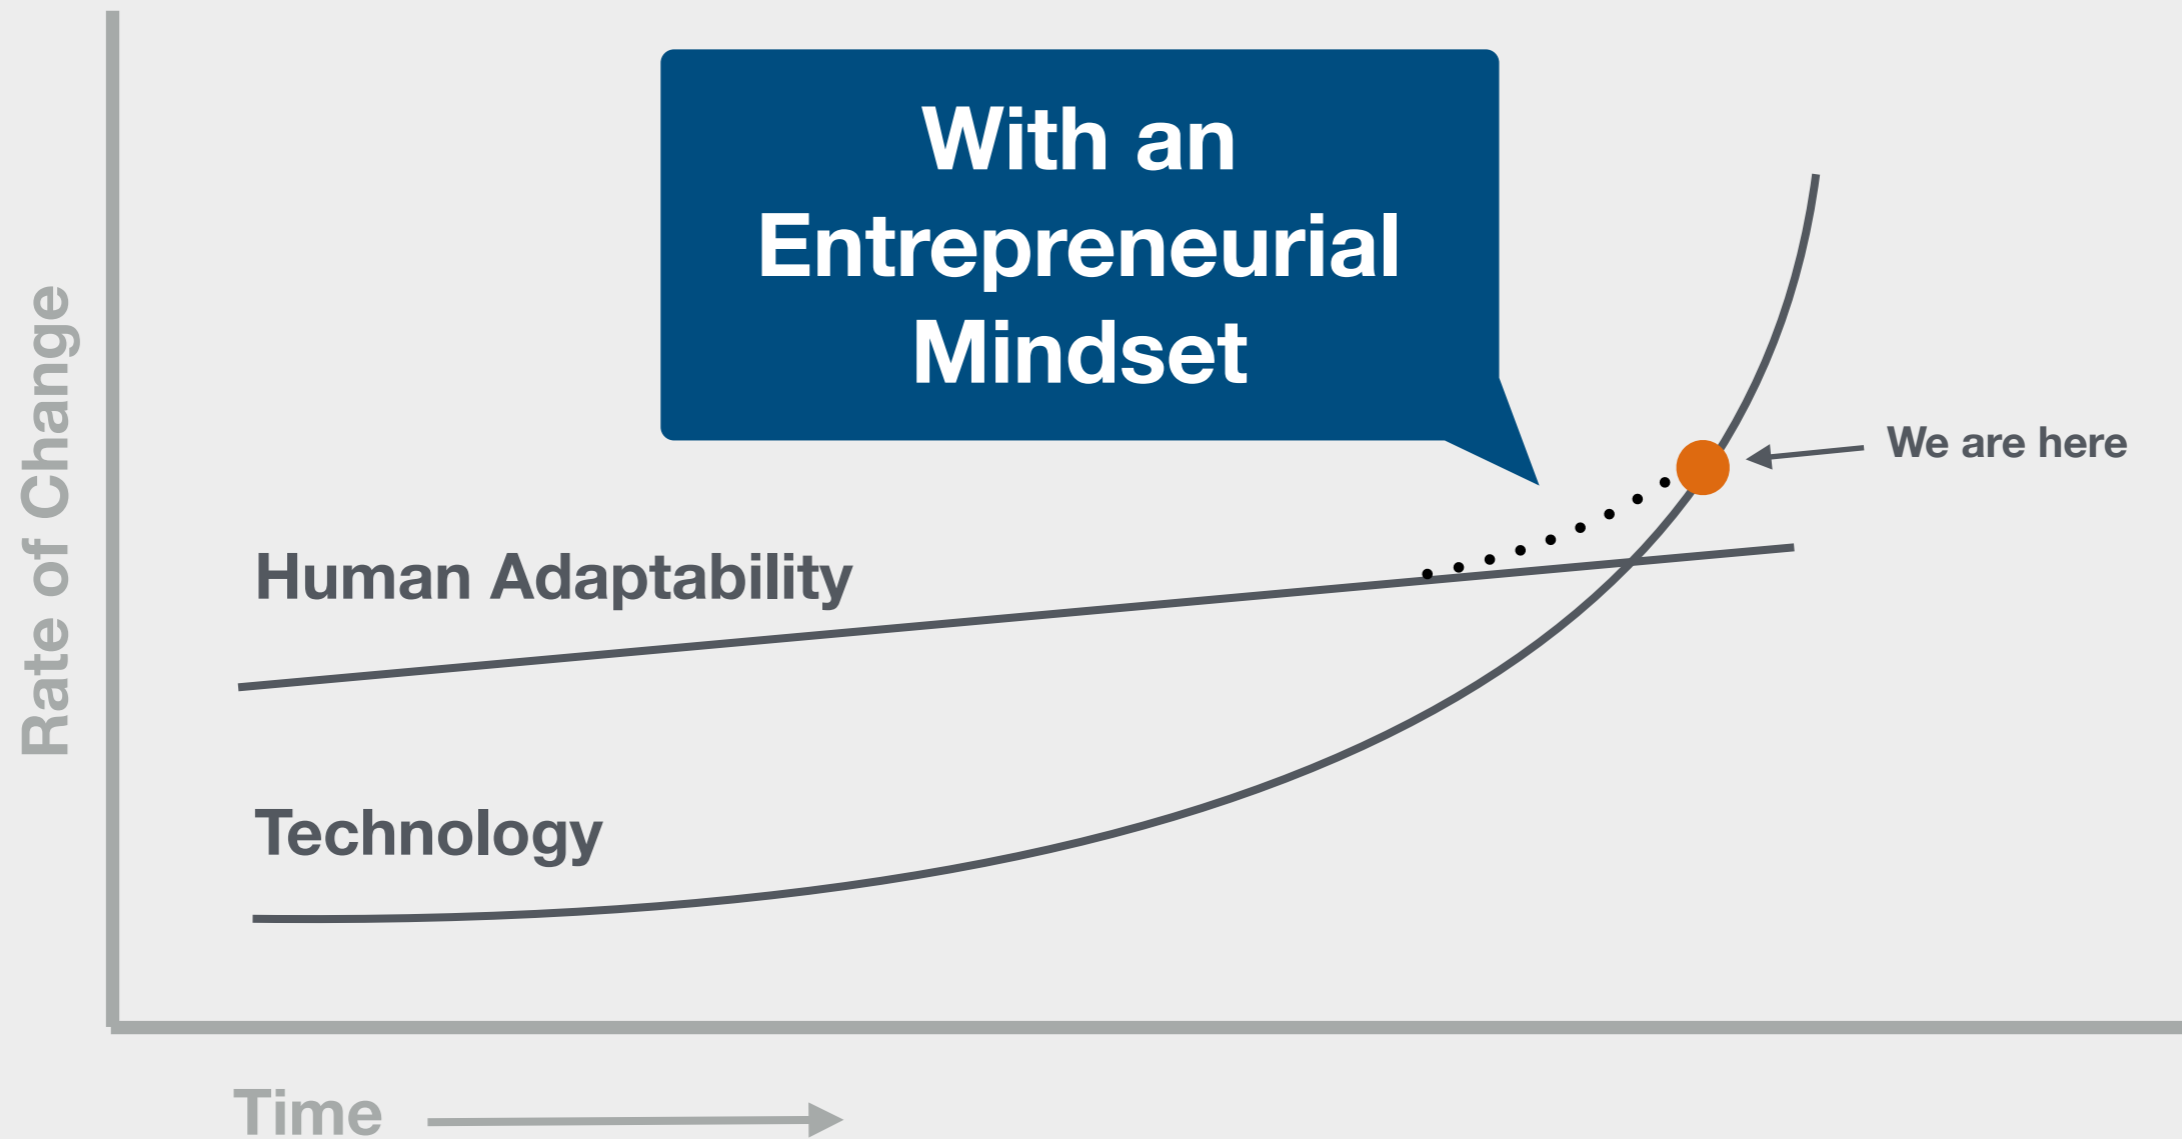 With an
Entrepreneurial
Mindset
We are here
Rate of Change
Human Adaptability
Technology
Time